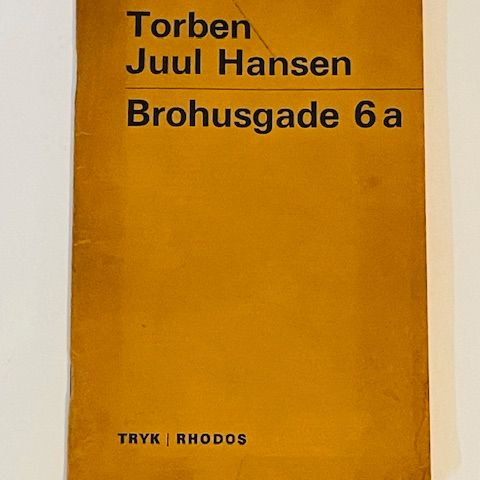 Torben
Juul Hansen
Brohusgade 6a
TRYK | RHODOS